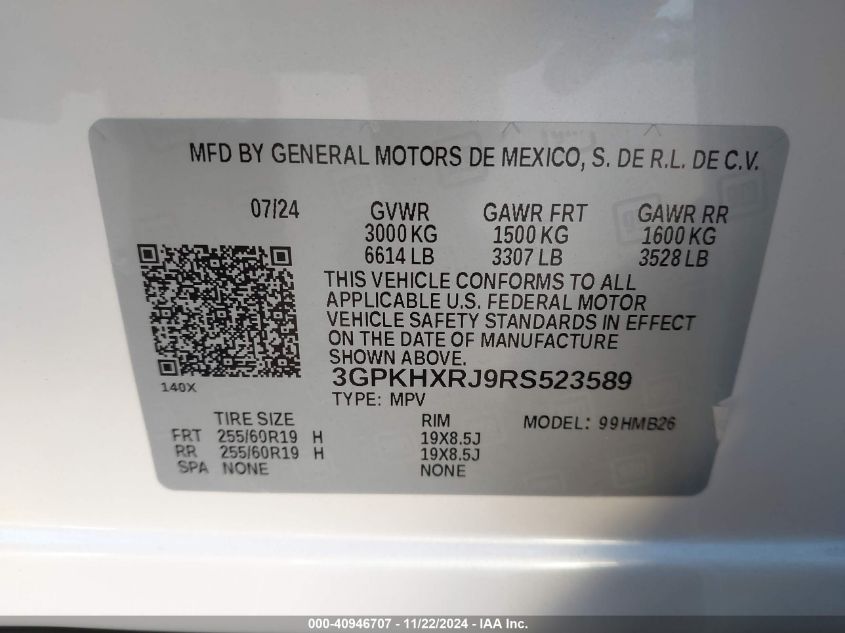 MFD BY GENERAL MOTORS DE MEXICO, S. DE R.L. DE C.V.
07/24 GVWR GAWR FRT GAWR RR
3000 KG 1500 KG 1600 KG
6614 LB 3307 LB 3528 LB
THIS VEHICLE CONFORMS TO ALL
APPLICABLE U.S. FEDERAL MOTOR
VEHICLE SAFETY STANDARDS IN EFFECT
ON THE DATE OF MANUFACTURE
SHOWN ABOVE.
140X
3GPKHXRJ9RS523589
TYPE: MPV
TIRE SIZE RIM MODEL: 99HMB26
FRT 255/60R19 H 19X8.5J
RR 255/60R19 H 19X8.5J
SPA NONE NONE
000-40946707 - 11/22/2024 - IAA Inc.